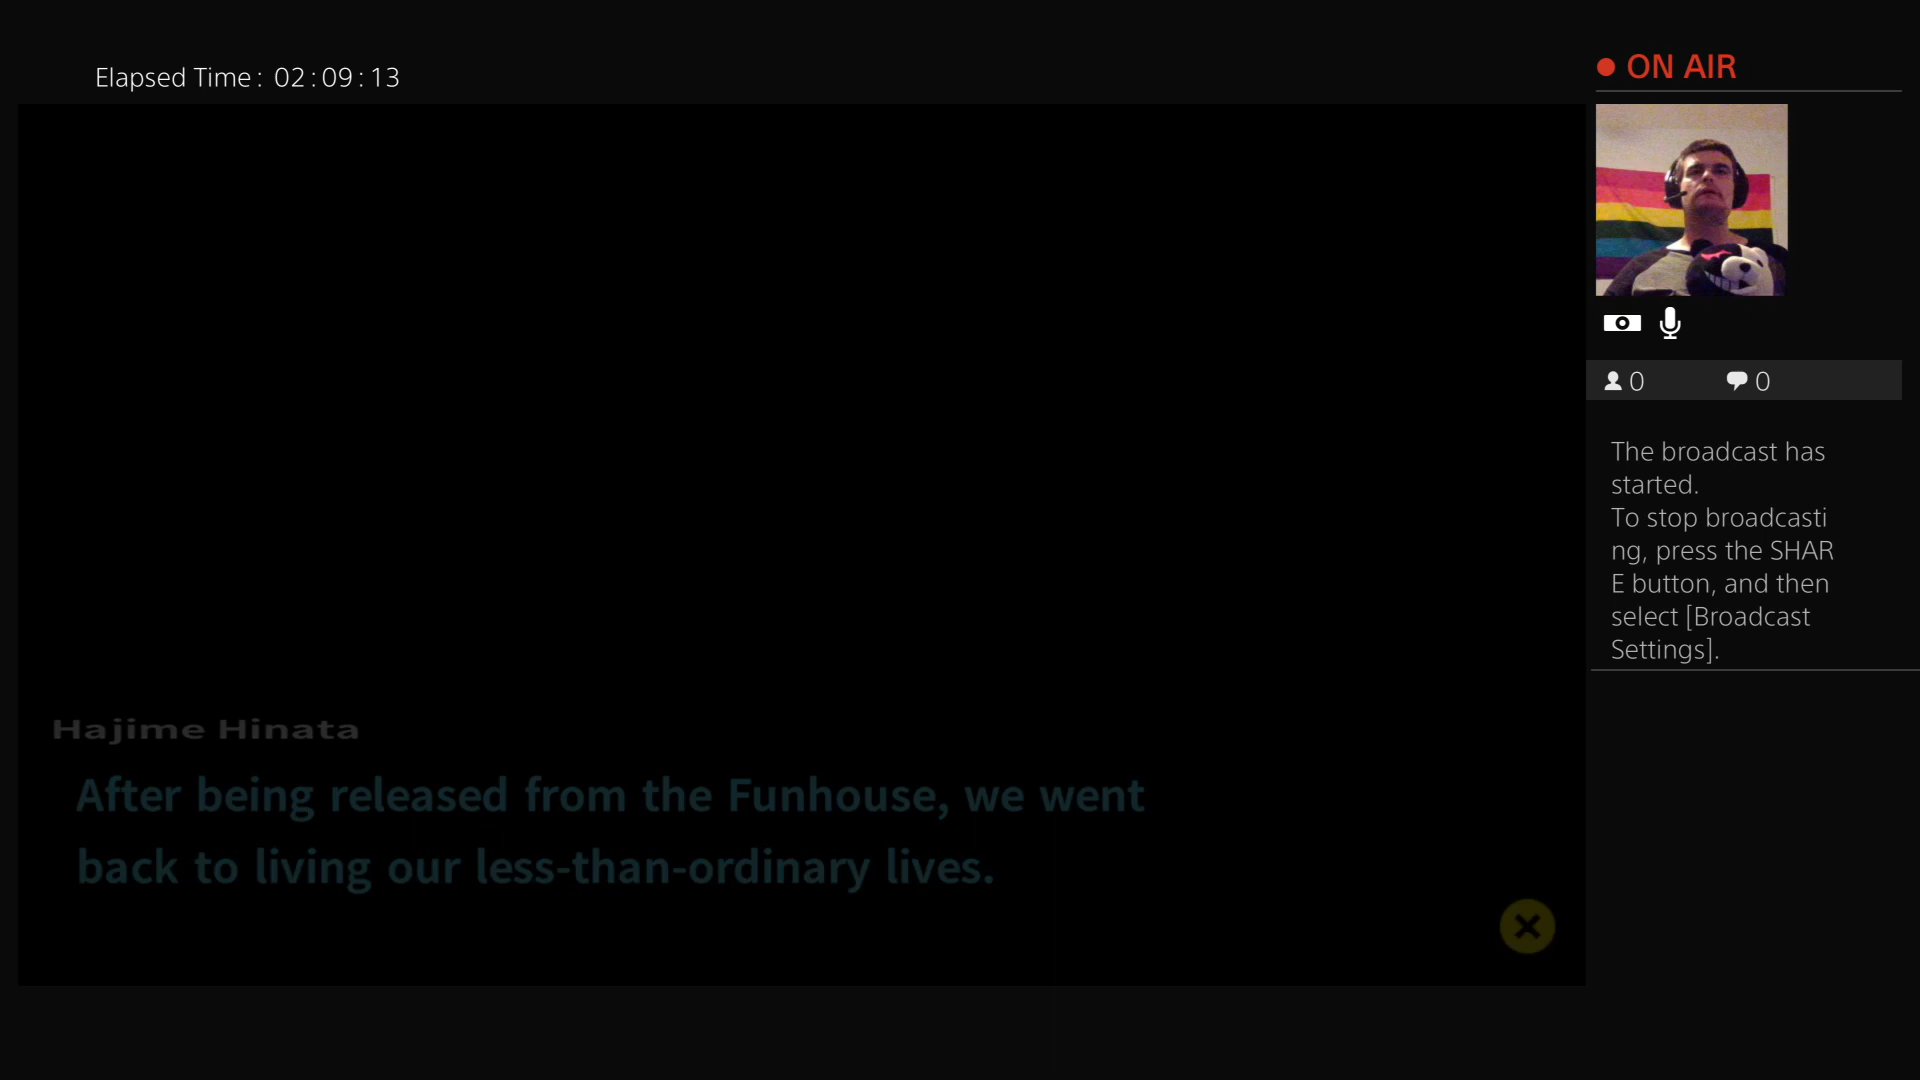 Elapsed Time : 02 : 09 : 13
ON AIR
0 0
The broadcast has
started.
To stop broadcasti
ng, press the SHAR
E button, and then
select [Broadcast
Settings].
Hajime Hinata
After being released from the Funhouse, we went
back to living our less-than-ordinary lives.